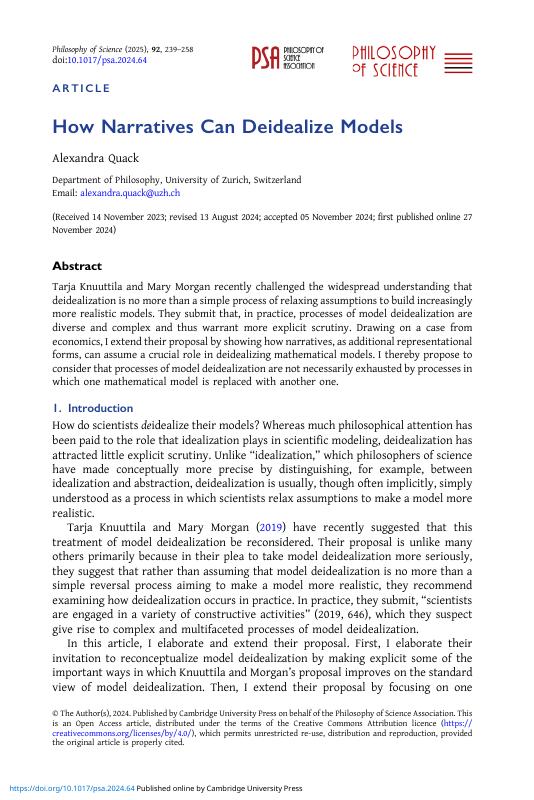 Philosophy of Science (2025), 92, 239–258
doi:10.1017/psa.2024.64
PSA PHILOSOPHY OF SCIENCE ASSOCIATION
PHILOSOPHY OF SCIENCE
ARTICLE
How Narratives Can Deidealize Models
Alexandra Quack
Department of Philosophy, University of Zurich, Switzerland
Email: alexandra.quack@uzh.ch
(Received 14 November 2023; revised 13 August 2024; accepted 05 November 2024; first published online 27
November 2024)
Abstract
Tarja Knuuttila and Mary Morgan recently challenged the widespread understanding that
deidealization is no more than a simple process of relaxing assumptions to build increasingly
more realistic models. They submit that, in practice, processes of model deidealization are
diverse and complex and thus warrant more explicit scrutiny. Drawing on a case from
economics, I extend their proposal by showing how narratives, as additional representational
forms, can assume a crucial role in deidealizing mathematical models. I thereby propose to
consider that processes of model deidealization are not necessarily exhausted by processes in
which one mathematical model is replaced with another one.
1. Introduction
How do scientists deidealize their models? Whereas much philosophical attention has
been paid to the role that idealization plays in scientific modeling, deidealization has
attracted little explicit scrutiny. Unlike “idealization,” which philosophers of science
have made conceptually more precise by distinguishing, for example, between
idealization and abstraction, deidealization is usually, though often implicitly, simply
understood as a process in which scientists relax assumptions to make a model more
realistic.
Tarja Knuuttila and Mary Morgan (2019) have recently suggested that this
treatment of model deidealization be reconsidered. Their proposal is unlike many
others primarily because in their plea to take model deidealization more seriously,
they suggest that rather than assuming that model deidealization is no more than a
simple reversal process aiming to make a model more realistic, they recommend
examining how deidealization occurs in practice. In practice, they submit, “scientists
are engaged in a variety of constructive activities” (2019, 646), which they suspect
give rise to complex and multifaceted processes of model deidealization.
In this article, I elaborate and extend their proposal. First, I elaborate their
invitation to reconceptualize model deidealization by making explicit some of the
important ways in which Knuuttila and Morgan’s proposal improves on the standard
view of model deidealization. Then, I extend their proposal by focusing on one
© The Author(s), 2024. Published by Cambridge University Press on behalf of the Philosophy of Science Association. This
is an Open Access article, distributed under the terms of the Creative Commons Attribution licence (https://
creativecommons.org/licenses/by/4.0/), which permits unrestricted re-use, distribution and reproduction, provided
the original article is properly cited.
https://doi.org/10.1017/psa.2024.64 Published online by Cambridge University Press